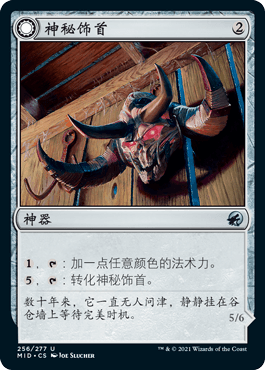 神秘饰首 2
神器
1，：加一点任意颜色的法术力。
5，：转化神秘饰首。
数十年来，它一直无人问津，静静挂在谷
仓墙上等待完美时机。
5/6
256/277 U
MID • CS Joe Slucher
™ & © 2021 Wizards of the Coast